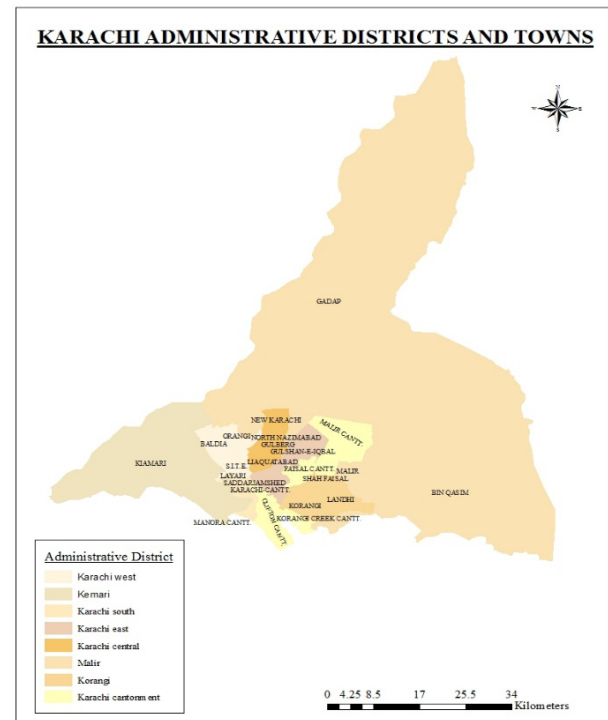 KARACHI ADMINISTRATIVE DISTRICTS AND TOWNS
N
W
E
S
GADAP
NEW KARACHI
MALIR CANTT.
ORANGI
NORTH NAZIMABAD
BALDIA
GULBERG
GULSHAN-E-IQBAL
KIAMARI
LIAQUATABAD
S.I.T.E.
FAISAL CANTT.
MALIR
LAYARI
SHAH FAISAL
SADDAR
JAMSHED
KARACHI CANTT.
LANDHI
BIN QASIM
KORANGI
CLIFTON CANTT.
MANORA CANTT.
KORANGI CREEK CANTT.
Administrative District
Karachi west
Kemari
Karachi south
Karachi east
Karachi central
Malir
Korangi
Karachi cantonment
0 4.25 8.5 17 25.5 34
Kilometers